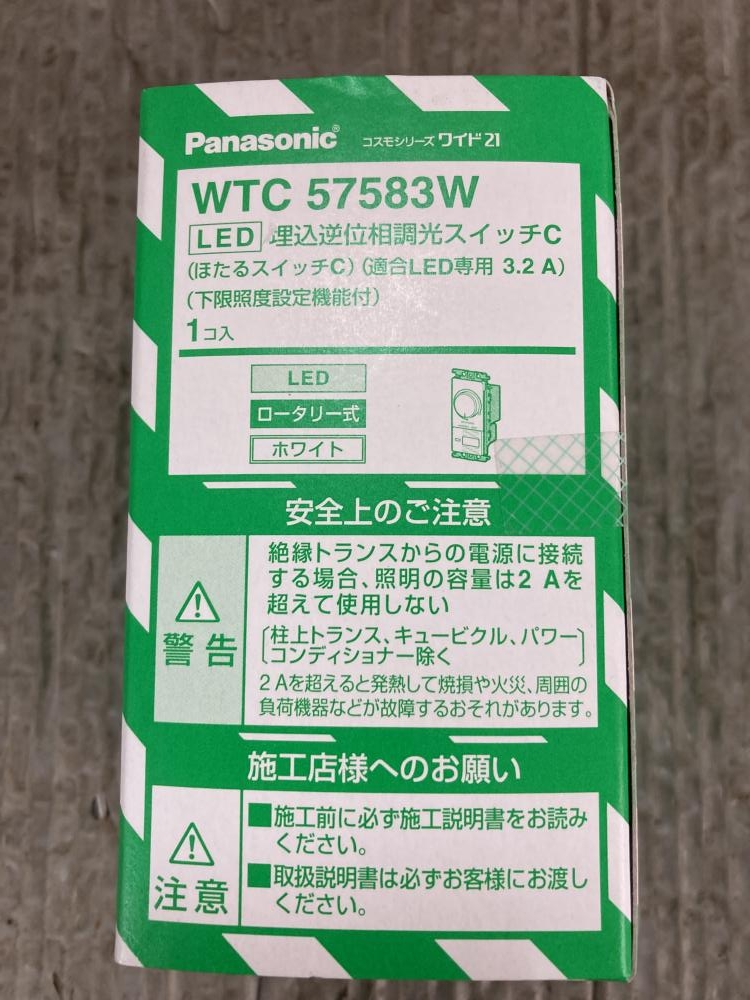 Panasonic® コスモシリーズ ワイド21
WTC 57583W
LED 埋込逆位相調光スイッチC
(ほたるスイッチC)(適合LED専用 3.2 A)
(下限照度設定機能付)
1コ入
LED
ロータリー式
ホワイト
安全上のご注意
警告
絶縁トランスからの電源に接続
する場合、照明の容量は2 Aを
超えて使用しない
〔柱上トランス、キュービクル、パワー
コンディショナー除く〕
2 Aを超えると発熱して焼損や火災、周囲の
負荷機器などが故障するおそれがあります。
施工店様へのお願い
注意
■施工前に必ず施工説明書をお読み
ください。
■取扱説明書は必ずお客様にお渡し
ください。